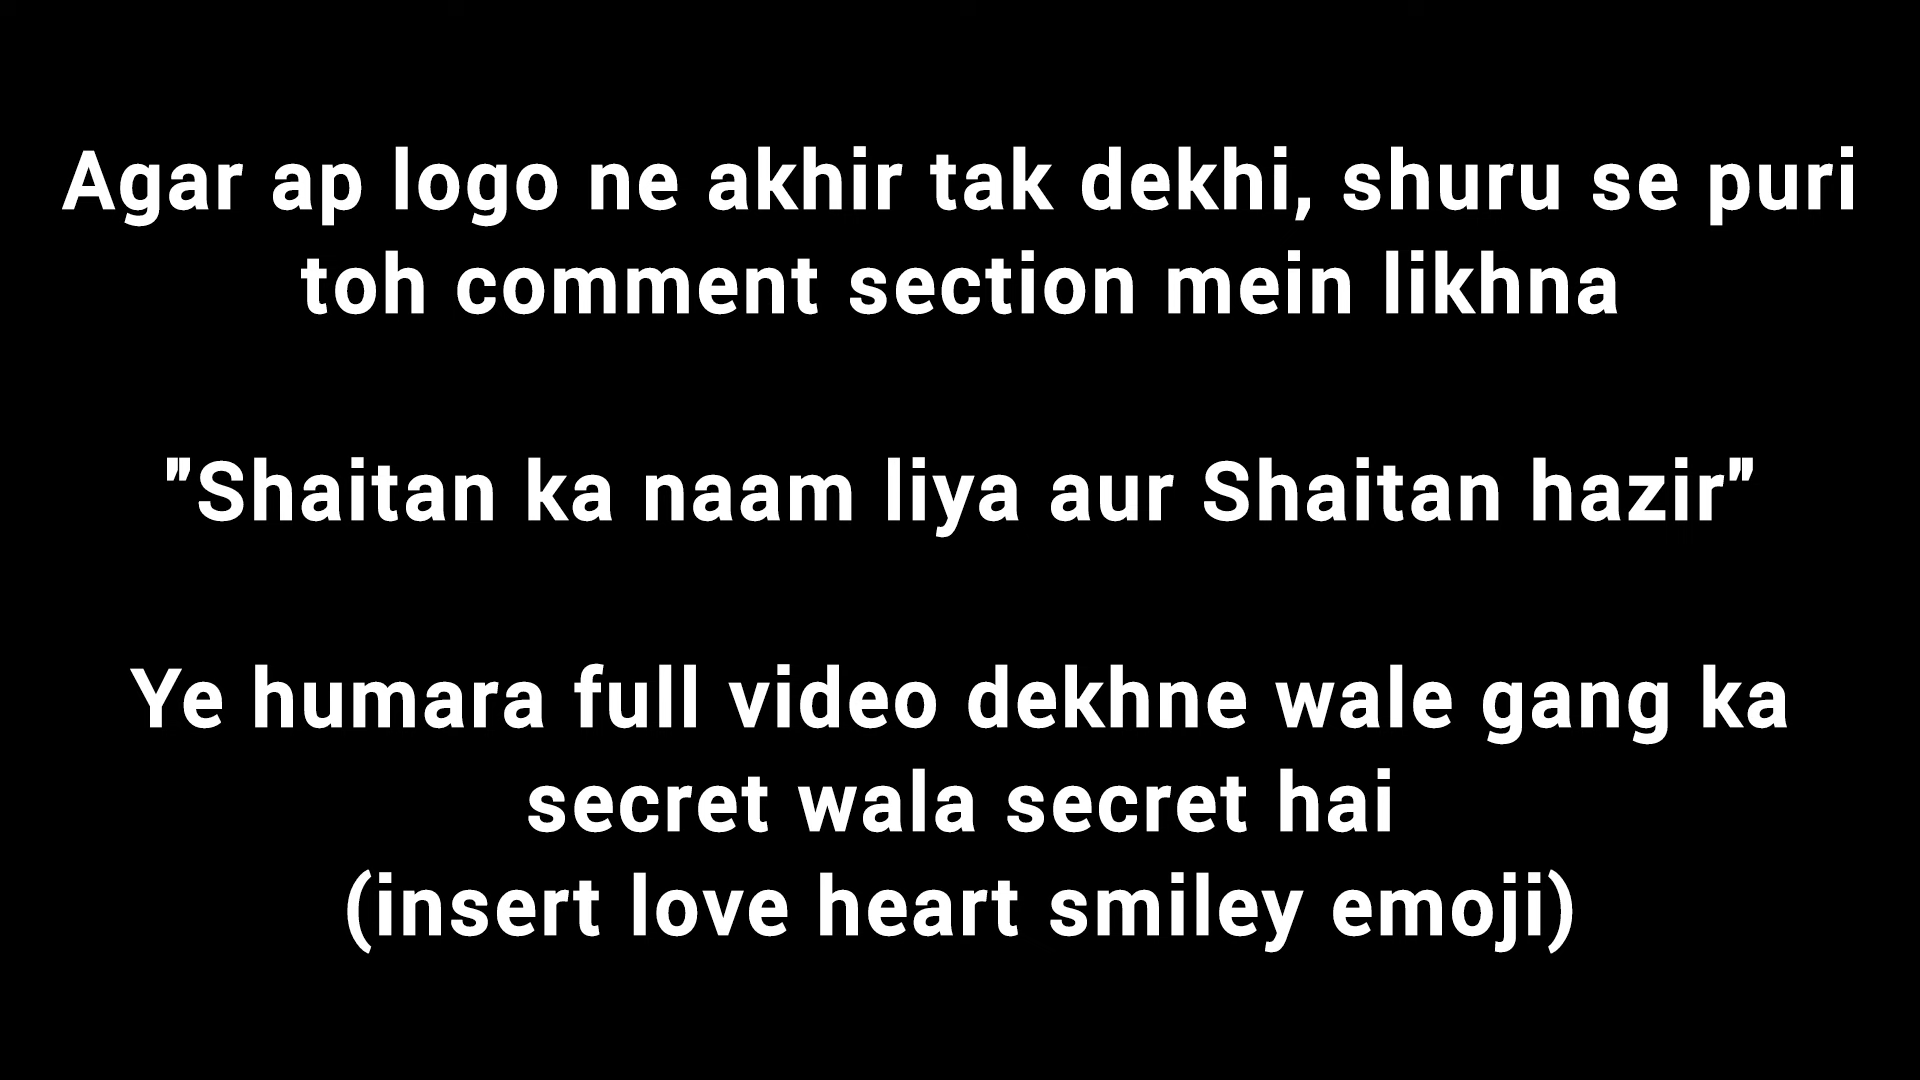 Agar ap logo ne akhir tak dekhi, shuru se puri
toh comment section mein likhna
"Shaitan ka naam liya aur Shaitan hazir"
Ye humara full video dekhne wale gang ka
secret wala secret hai
(insert love heart smiley emoji)